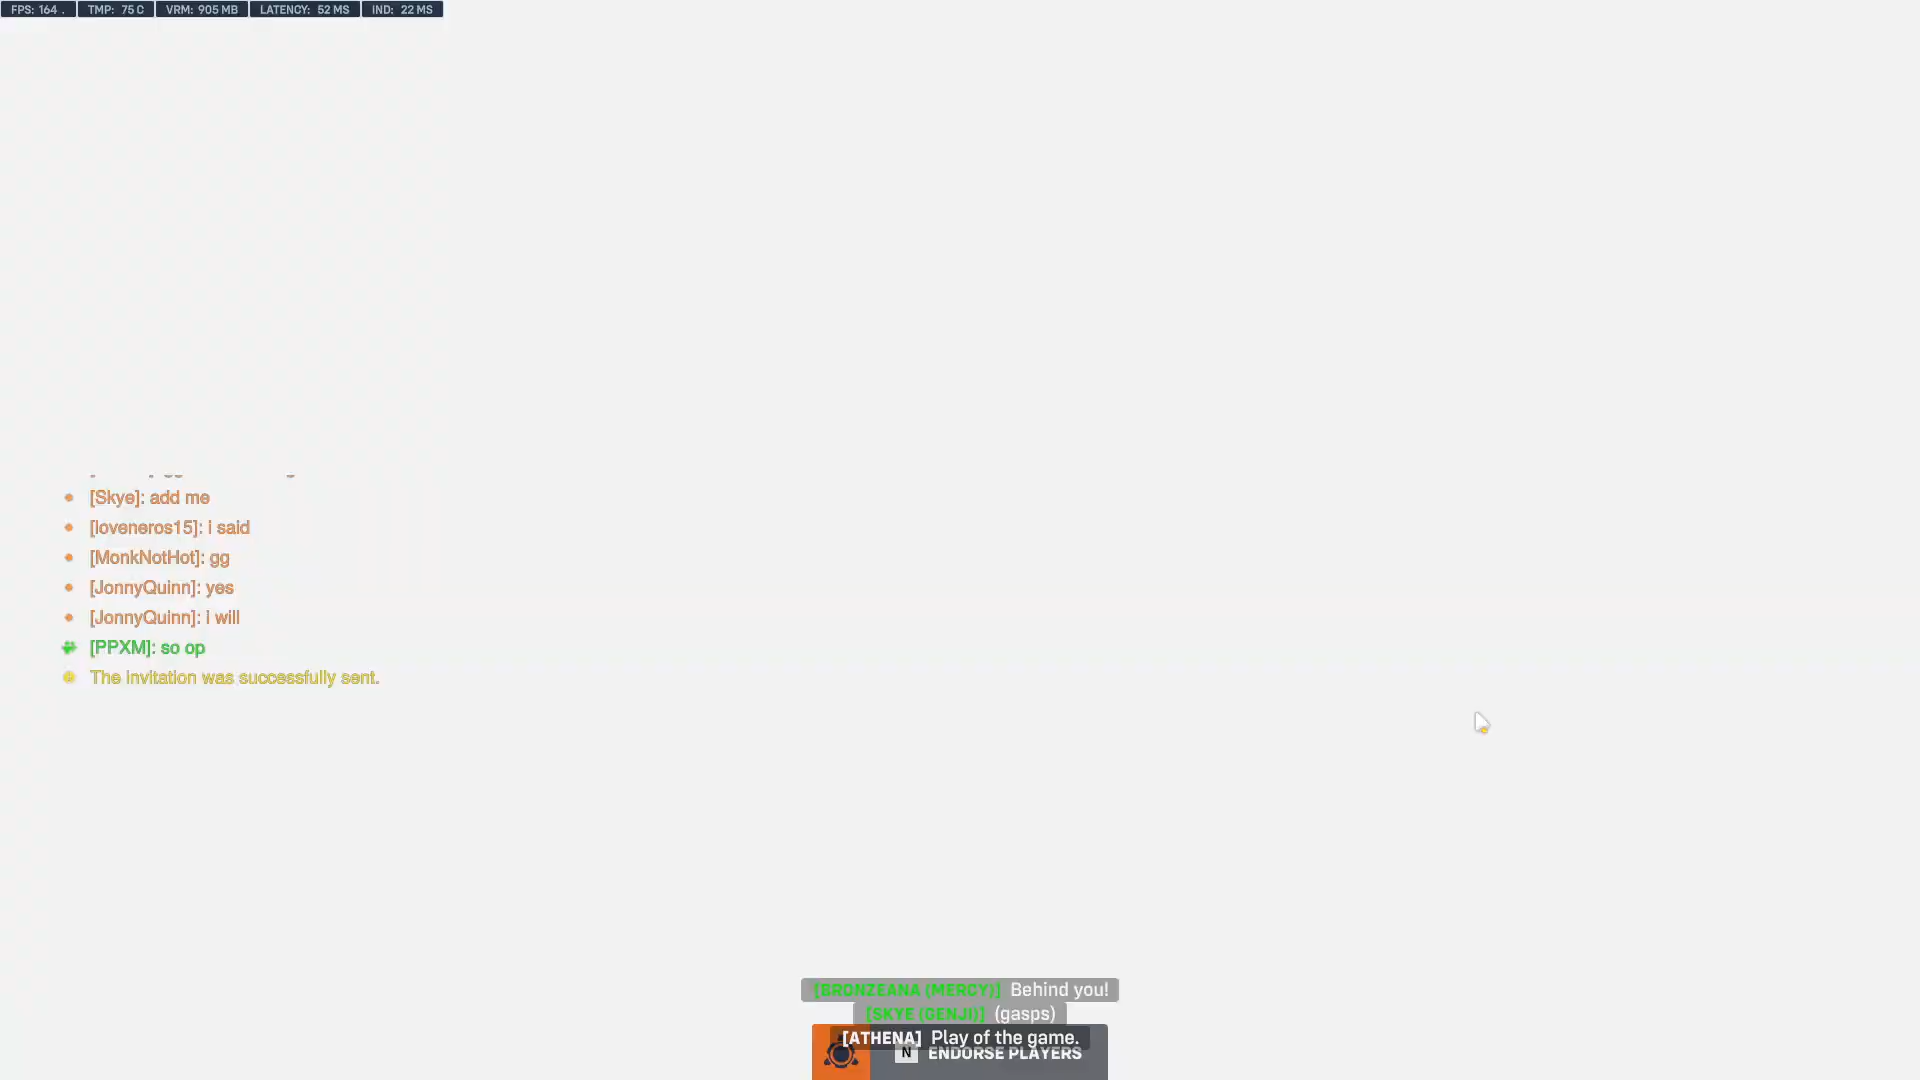 FPS: 164 .
TMP: 75 C
VRM: 905 MB
LATENCY: 52 MS
IND: 22 MS
[Skye]: add me
[loveneros15]: i said
[MonkNotHot]: gg
[JonnyQuinn]: yes
[JonnyQuinn]: i will
[PPXM]: so op
The invitation was successfully sent.
[BRONZEANA (MERCY)] Behind you!
[SKYE (GENJI)] (gasps)
[ATHENA] Play of the game.
N ENDORSE PLAYERS